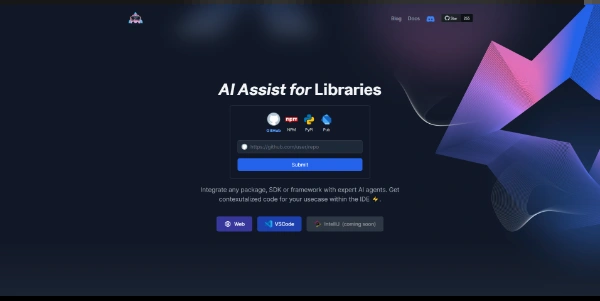 Blog Docs Star
AI Assist for Libraries
npm
GitHub NPM PyPI Pub
https://github.com/user/repo
Submit
Integrate any package, SDK or framework with expert AI agents. Get
contextualized code for your usecase within the IDE ⚡.
Web VSCode IntelliJ (coming soon)